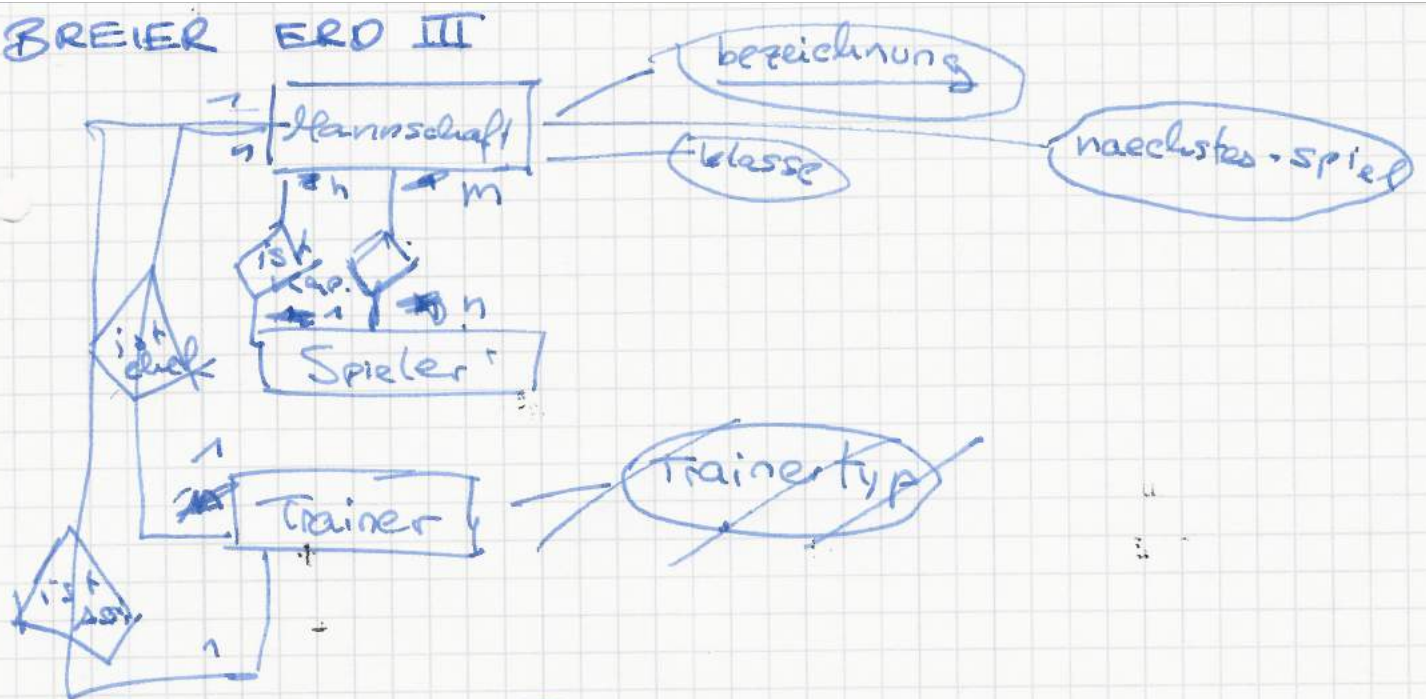 BREIER ERD III
bezeichnung
1
Mannschaft
n
klasse
naechstes-spiel
n
m
ist
kap.
1
n
Spieler
ist
chef
1
Trainer
Trainertyp
ist
assi.
1